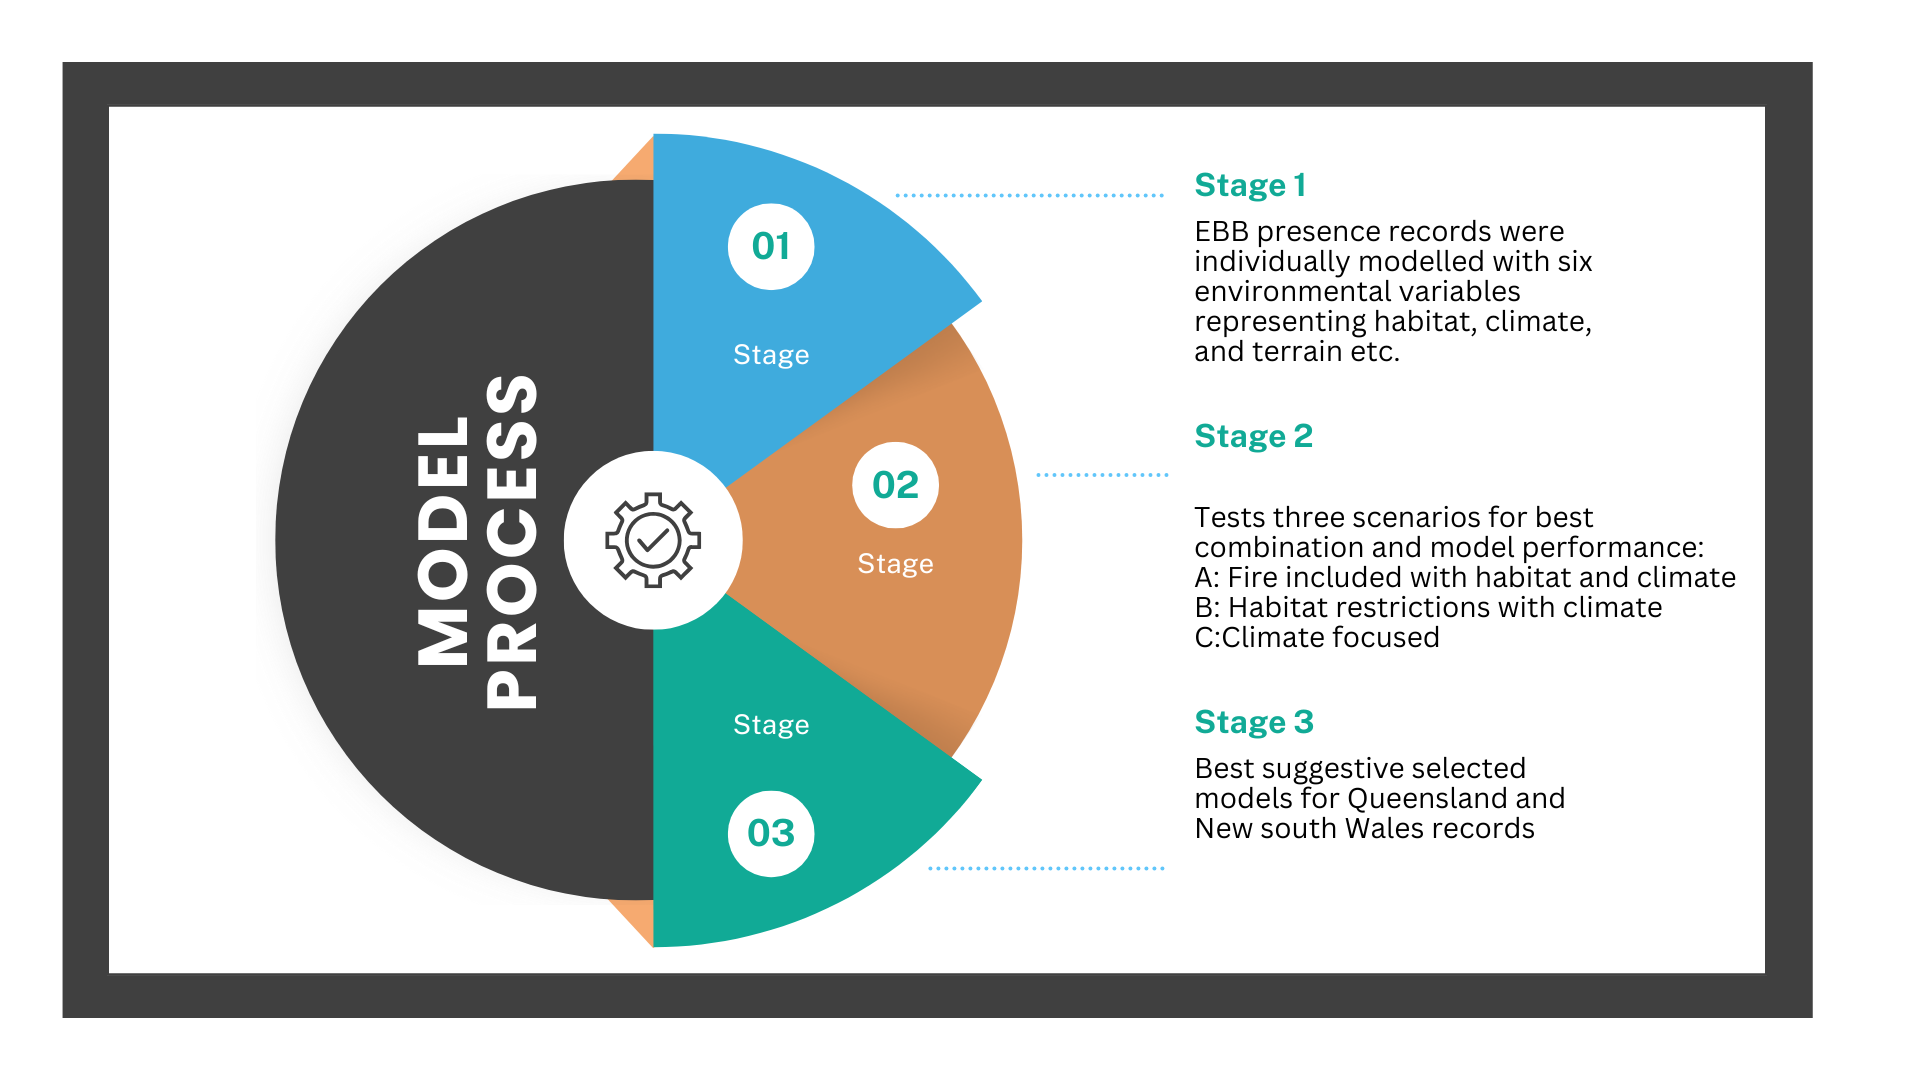 MODEL
PROCESS
01
Stage
02
Stage
Stage
03
Stage 1
EBB presence records were
individually modelled with six
environmental variables
representing habitat, climate,
and terrain etc.
Stage 2
Tests three scenarios for best
combination and model performance:
A: Fire included with habitat and climate
B: Habitat restrictions with climate
C:Climate focused
Stage 3
Best suggestive selected
models for Queensland and
New south Wales records